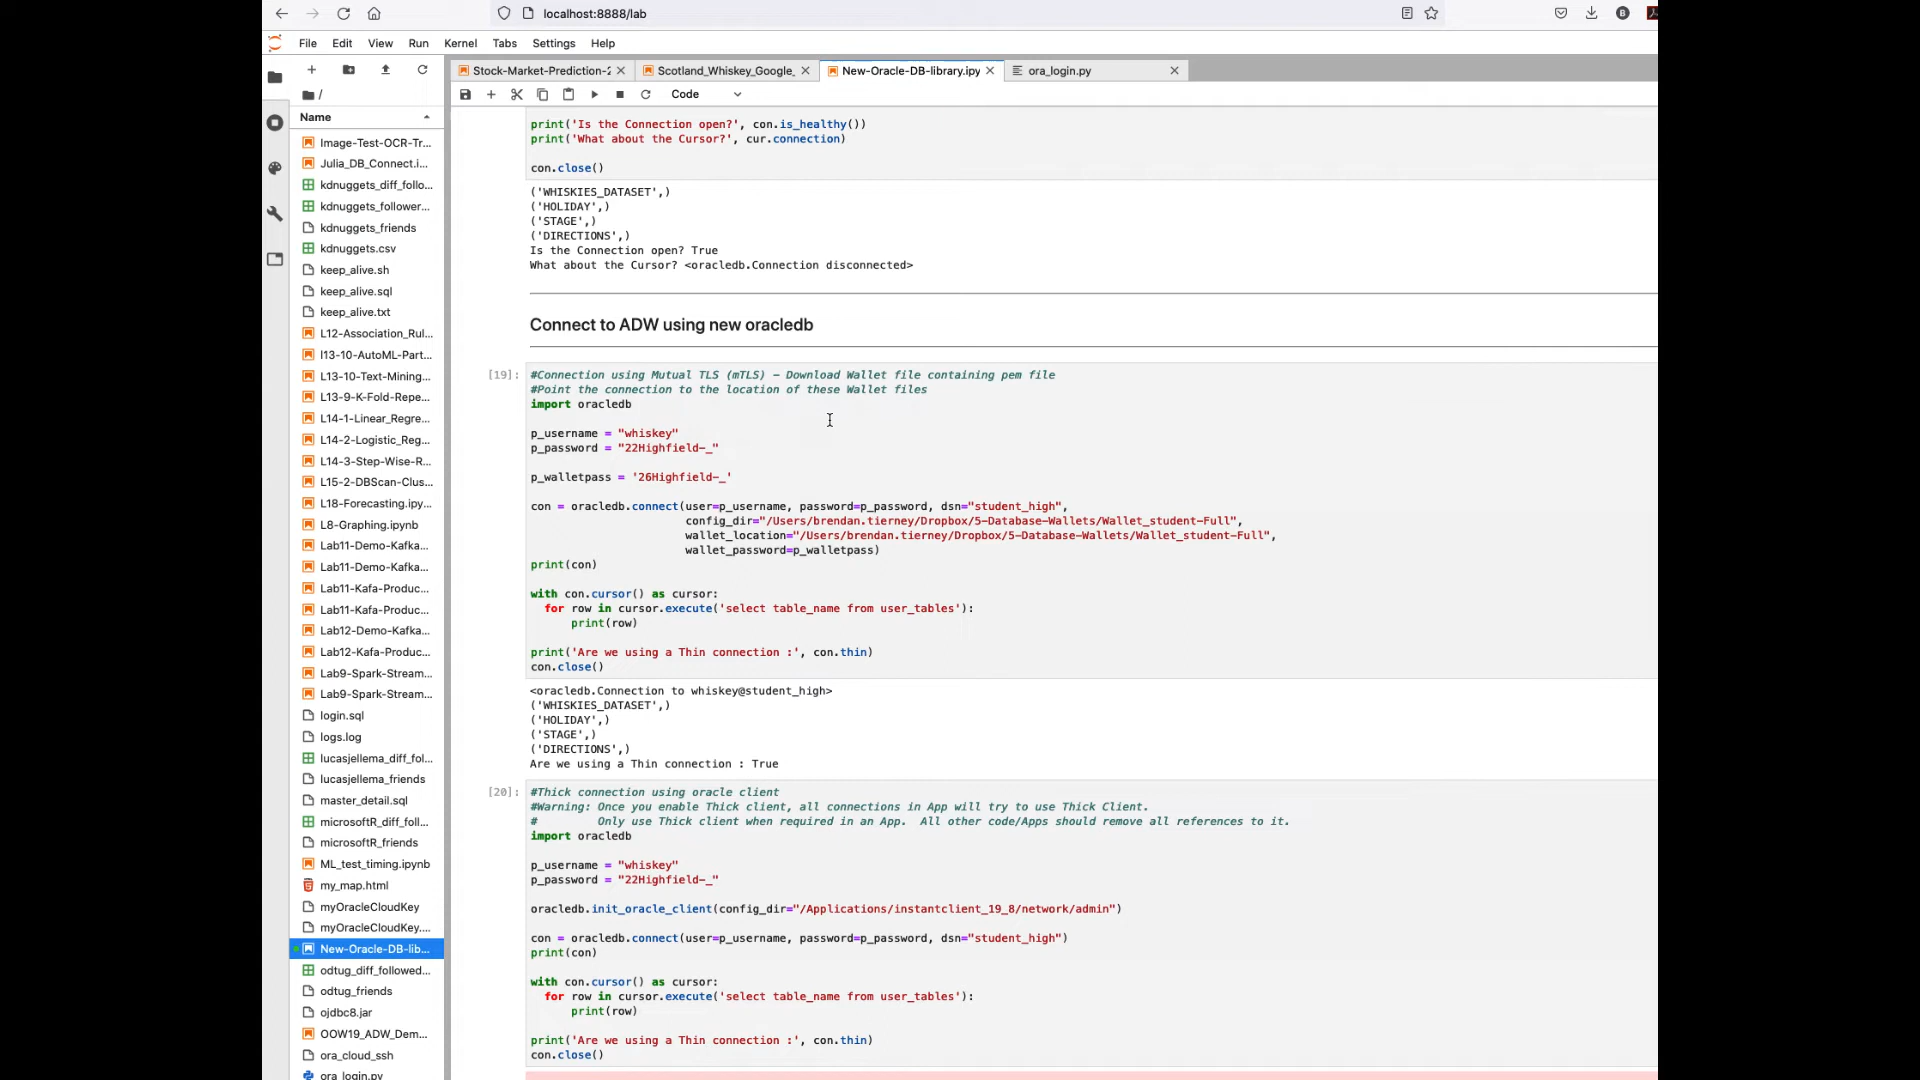 localhost:8888/lab
File Edit View Run Kernel Tabs Settings Help
Stock-Market-Prediction-2
Scotland_Whiskey_Google_
New-Oracle-DB-library.ipy
ora_login.py
/
Code
Name
Image-Test-OCR-Tr...
Julia_DB_Connect.i...
kdnuggets_diff_follo...
kdnuggets_follower...
kdnuggets_friends
kdnuggets.csv
keep_alive.sh
keep_alive.sql
keep_alive.txt
L12-Association_Rul...
l13-10-AutoML-Part...
L13-10-Text-Mining...
L13-9-K-Fold-Repe...
L14-1-Linear_Regre...
L14-2-Logistic_Reg...
L14-3-Step-Wise-R...
L15-2-DBScan-Clus...
L18-Forecasting.ipy...
L8-Graphing.ipynb
Lab11-Demo-Kafka...
Lab11-Demo-Kafka...
Lab11-Kafa-Produc...
Lab11-Kafa-Produc...
Lab12-Demo-Kafka...
Lab12-Kafa-Produc...
Lab9-Spark-Stream...
Lab9-Spark-Stream...
login.sql
logs.log
lucasjellema_diff_fol...
lucasjellema_friends
master_detail.sql
microsoftR_diff_foll...
microsoftR_friends
ML_test_timing.ipynb
my_map.html
myOracleCloudKey
myOracleCloudKey....
New-Oracle-DB-lib...
odtug_diff_followed...
odtug_friends
ojdbc8.jar
OOW19_ADW_Dem...
ora_cloud_ssh
ora_login.py
print('Is the Connection open?', con.is_healthy())
print('What about the Cursor?', cur.connection)
con.close()
('WHISKIES_DATASET',)
('HOLIDAY',)
('STAGE',)
('DIRECTIONS',)
Is the Connection open? True
What about the Cursor? <oracledb.Connection disconnected>
Connect to ADW using new oracledb
[19]:
#Connection using Mutual TLS (mTLS) - Download Wallet file containing pem file
#Point the connection to the location of these Wallet files
import oracledb
p_username = "whiskey"
p_password = "22Highfield-_"
p_walletpass = '26Highfield-_'
con = oracledb.connect(user=p_username, password=p_password, dsn="student_high",
config_dir="/Users/brendan.tierney/Dropbox/5-Database-Wallets/Wallet_student-Full",
wallet_location="/Users/brendan.tierney/Dropbox/5-Database-Wallets/Wallet_student-Full",
wallet_password=p_walletpass)
print(con)
with con.cursor() as cursor:
for row in cursor.execute('select table_name from user_tables'):
print(row)
print('Are we using a Thin connection :', con.thin)
con.close()
<oracledb.Connection to whiskey@student_high>
('WHISKIES_DATASET',)
('HOLIDAY',)
('STAGE',)
('DIRECTIONS',)
Are we using a Thin connection : True
[20]:
#Thick connection using oracle client
#Warning: Once you enable Thick client, all connections in App will try to use Thick Client.
# Only use Thick client when required in an App. All other code/Apps should remove all references to it.
import oracledb
p_username = "whiskey"
p_password = "22Highfield-_"
oracledb.init_oracle_client(config_dir="/Applications/instantclient_19_8/network/admin")
con = oracledb.connect(user=p_username, password=p_password, dsn="student_high")
print(con)
with con.cursor() as cursor:
for row in cursor.execute('select table_name from user_tables'):
print(row)
print('Are we using a Thin connection :', con.thin)
con.close()